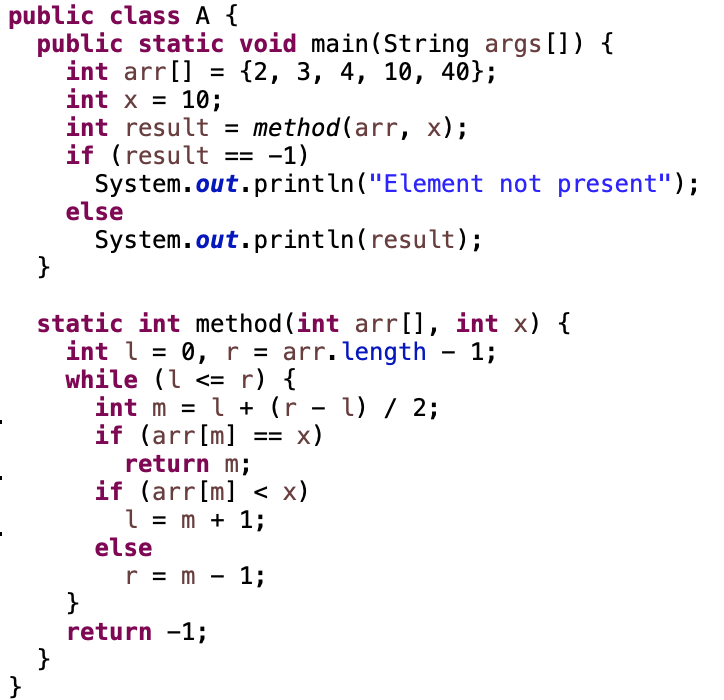 public class A {
  public static void main(String args[]) {
    int arr[] = {2, 3, 4, 10, 40};
    int x = 10;
    int result = method(arr, x);
    if (result == -1)
      System.out.println("Element not present");
    else
      System.out.println(result);
  }

  static int method(int arr[], int x) {
    int l = 0, r = arr.length - 1;
    while (l <= r) {
      int m = l + (r - l) / 2;
      if (arr[m] == x)
        return m;
      if (arr[m] < x)
        l = m + 1;
      else
        r = m - 1;
    }
    return -1;
  }
}